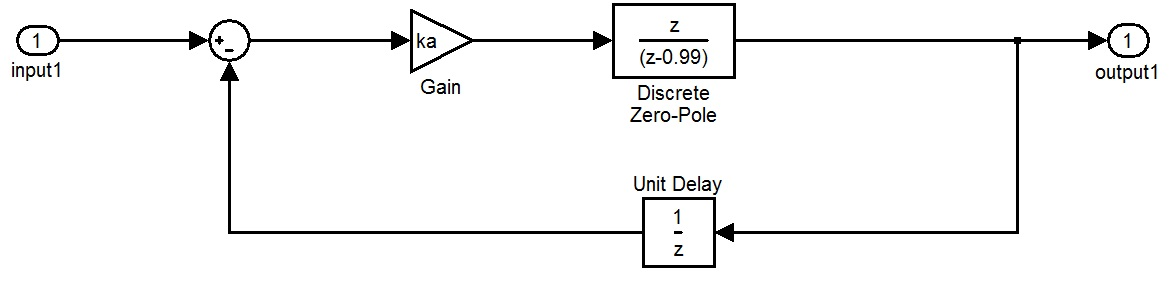 1
input1
+
-
ka
Gain
z
(z-0.99)
Discrete
Zero-Pole
1
output1
Unit Delay
1
z